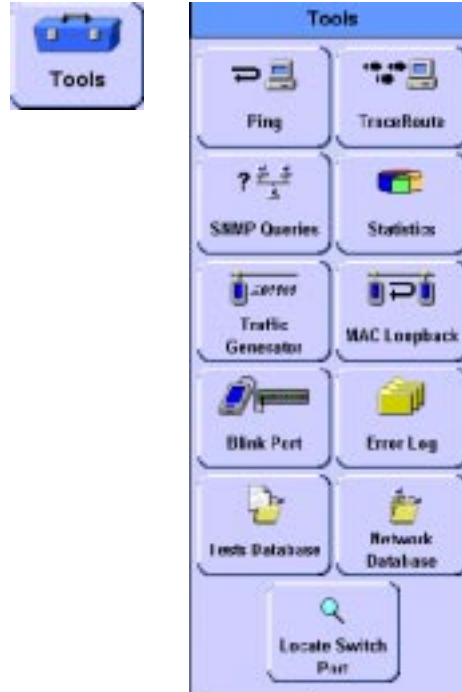 Tools
Tools
Ping
TraceRoute
?
SNMP Queries
Statistics
Traffic
Generator
MAC Loopback
Blink Port
Error Log
Tests Database
Network
Database
Locate Switch
Port